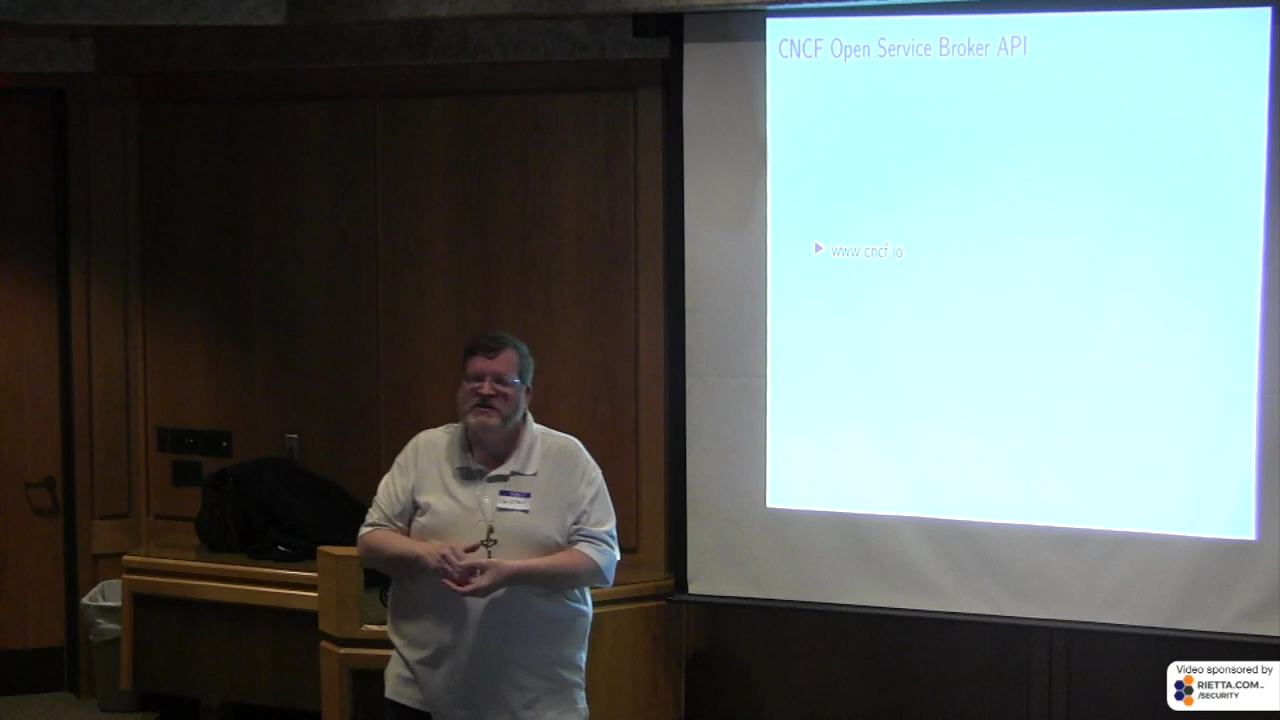 CNCF Open Service Broker API
www.cncf.io
Video sponsored by
RIETTA.COM
/SECURITY